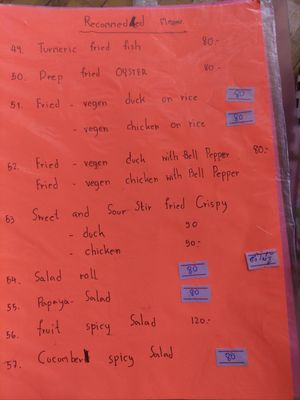 Recommended Menu
49. Turmeric fried fish 80.-
50. Deep fried OYSTER 80.-
51. Fried - vegen duck on rice 80
- vegen chicken on rice 80
52. Fried - vegen duck with Bell Pepper 80.-
Fried - vegen chicken with Bell Pepper
53 Sweet and Sour Stir fried Crispy
- duck 90
- chicken 90.-
54. Salad roll 80
55. Papaya- Salad 80
56. fruit spicy Salad 120.-
57. Cocomber spicy Salad 80